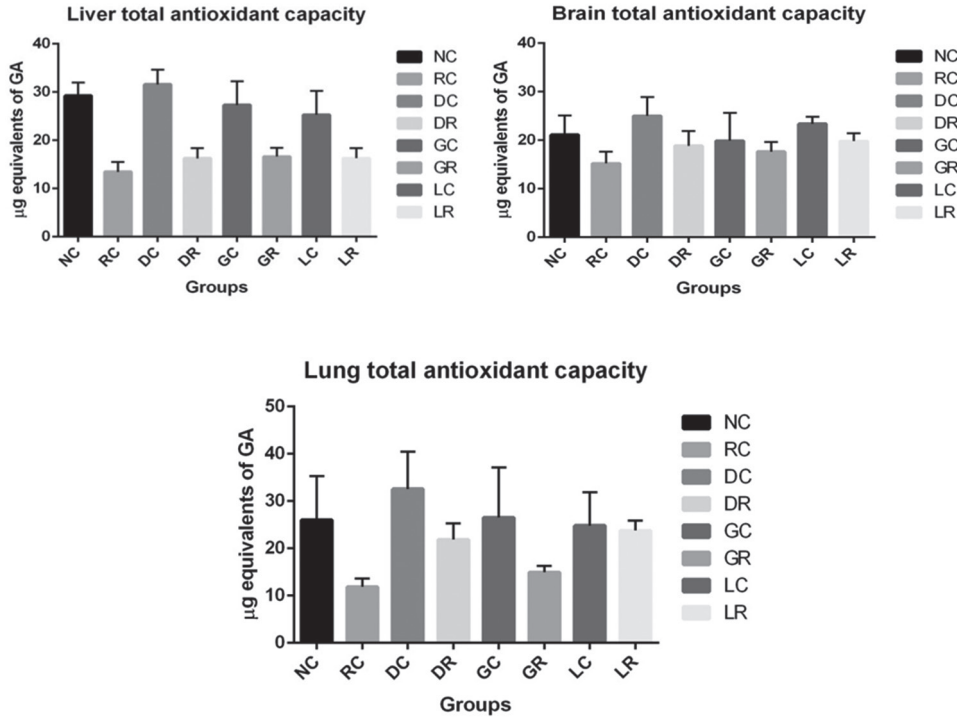 Liver total antioxidant capacity
µg equivalents of GA
40
30
20
10
0
NC RC DC DR GC GR LC LR
Groups
NC
RC
DC
DR
GC
GR
LC
LR
Brain total antioxidant capacity
µg equivalents of GA
40
30
20
10
0
NC RC DC DR GC GR LC LR
Groups
NC
RC
DC
DR
GC
GR
LC
LR
Lung total antioxidant capacity
µg equivalents of GA
50
40
30
20
10
0
NC RC DC DR GC GR LC LR
Groups
NC
RC
DC
DR
GC
GR
LC
LR